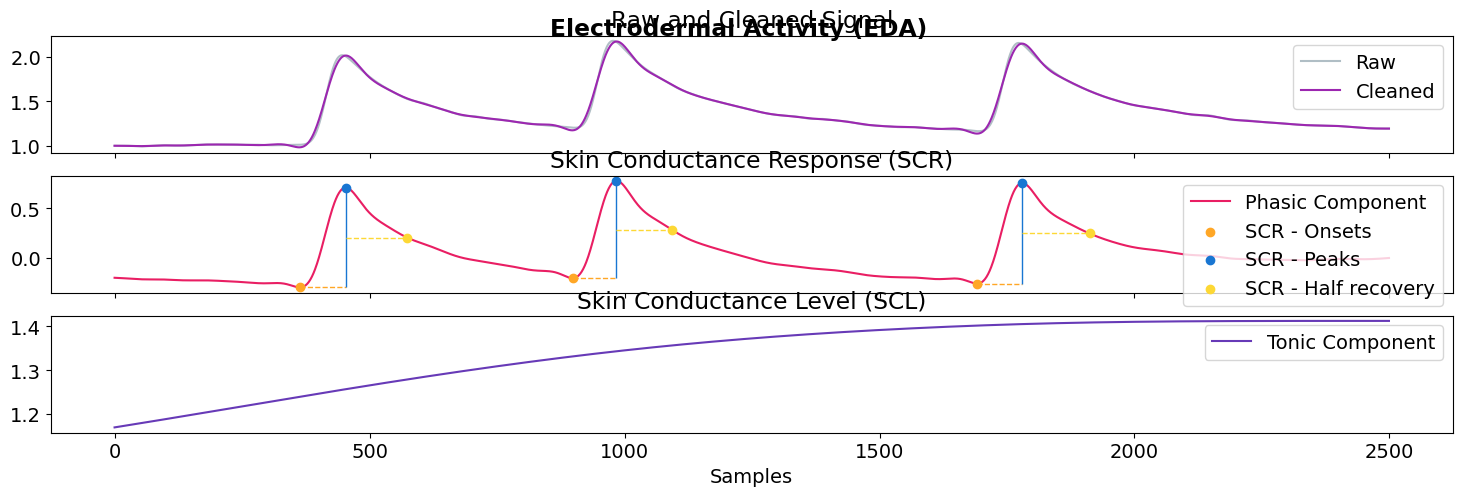 Raw and Cleaned Signal
Electrodermal Activity (EDA)
2.0
1.5
1.0
Raw
Cleaned
Skin Conductance Response (SCR)
0.5
0.0
Phasic Component
SCR - Onsets
SCR - Peaks
SCR - Half recovery
Skin Conductance Level (SCL)
1.4
1.3
1.2
Tonic Component
0 500 1000 1500 2000 2500
Samples